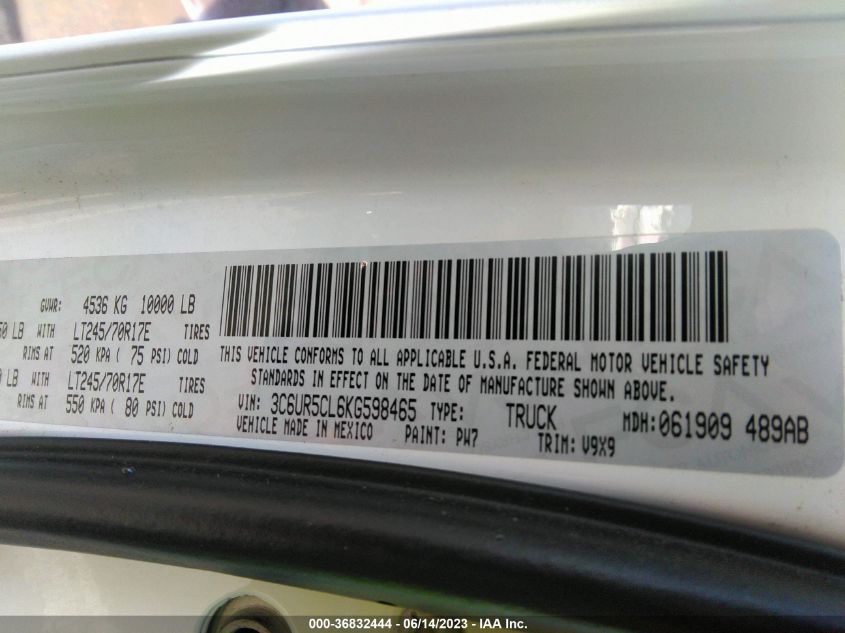 GVWR: 4536 KG 10000 LB
LB WITH LT245/70R17E TIRES
RIMS AT 520 KPA ( 75 PSI) COLD
LB WITH LT245/70R17E TIRES
RIMS AT 550 KPA ( 80 PSI) COLD
THIS VEHICLE CONFORMS TO ALL APPLICABLE U.S.A. FEDERAL MOTOR VEHICLE SAFETY
STANDARDS IN EFFECT ON THE DATE OF MANUFACTURE SHOWN ABOVE.
VIN: 3C6UR5CL6KG598465 TYPE: TRUCK MDH:061909 489AB
VEHICLE MADE IN MEXICO PAINT: PW7 TRIM: V9X9
000-36832444 - 06/14/2023 - IAA Inc.